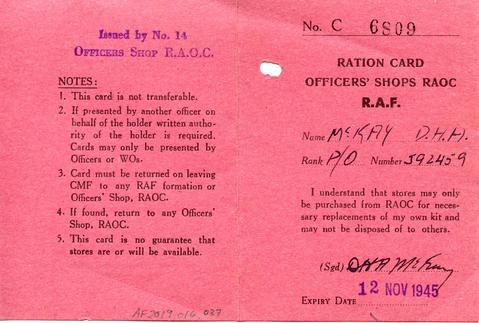 Issued by No. 14
OFFICERS SHOP R.A.O.C.
NOTES:
1. This card is not transferable.
2. If presented by another officer on
behalf of the holder written autho-
rity of the holder is required.
Cards may only be presented by
Officers or WOs.
3. Card must be returned on leaving
CMF to any RAF formation or
Officers' Shop, RAOC.
4. If found, return to any Officers'
Shop, RAOC.
5. This card is no guarantee that
stores are or will be available.
AF2019.016.037
No. C 6809
RATION CARD
OFFICERS' SHOPS RAOC
R.A.F.
Name McKAY D.H.A.
Rank P/O Number J92459
I understand that stores may only
be purchased from RAOC for neces-
sary replacements of my own kit and
may not be disposed of to others.
(Sgd) DHA McKay
12 NOV 1945
EXPIRY DATE